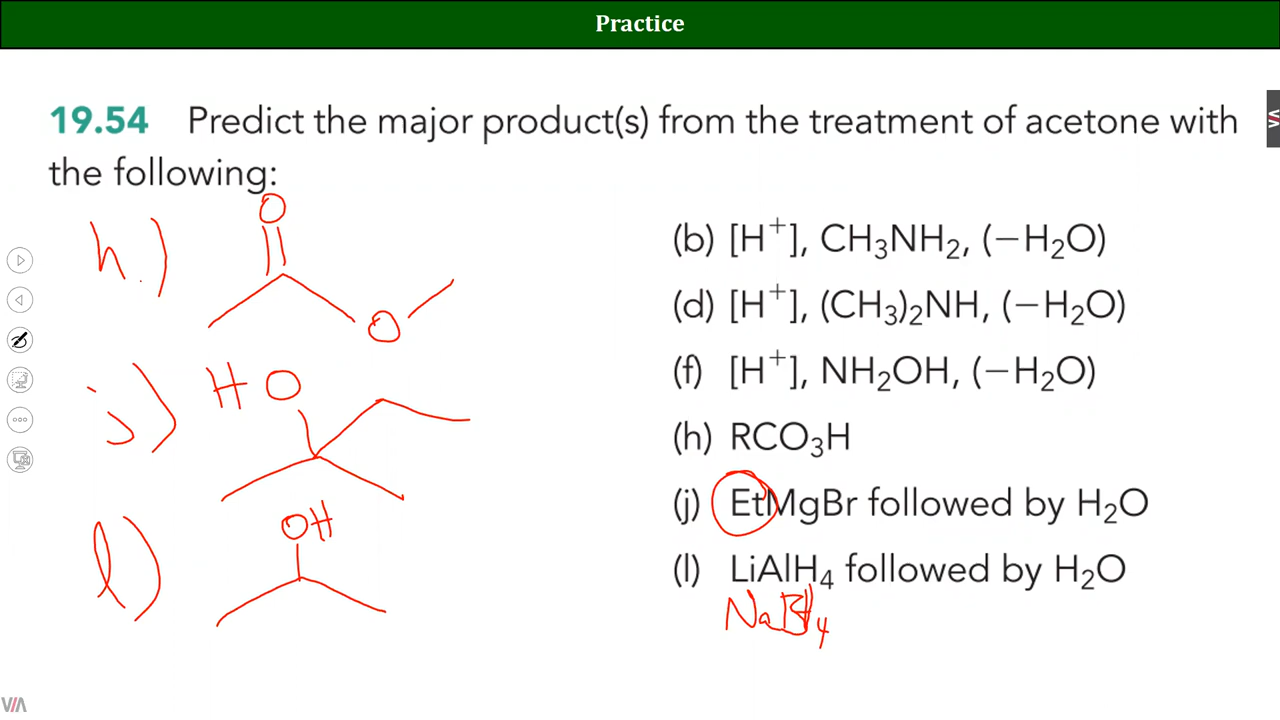 Practice
19.54 Predict the major product(s) from the treatment of acetone with
the following:
h.)
O
O
j)
HO
l)
OH
(b) [H⁺], CH₃NH₂, (−H₂O)
(d) [H⁺], (CH₃)₂NH, (−H₂O)
(f) [H⁺], NH₂OH, (−H₂O)
(h) RCO₃H
(j) EtMgBr followed by H₂O
(l) LiAlH₄ followed by H₂O
NaBH₄
VIA